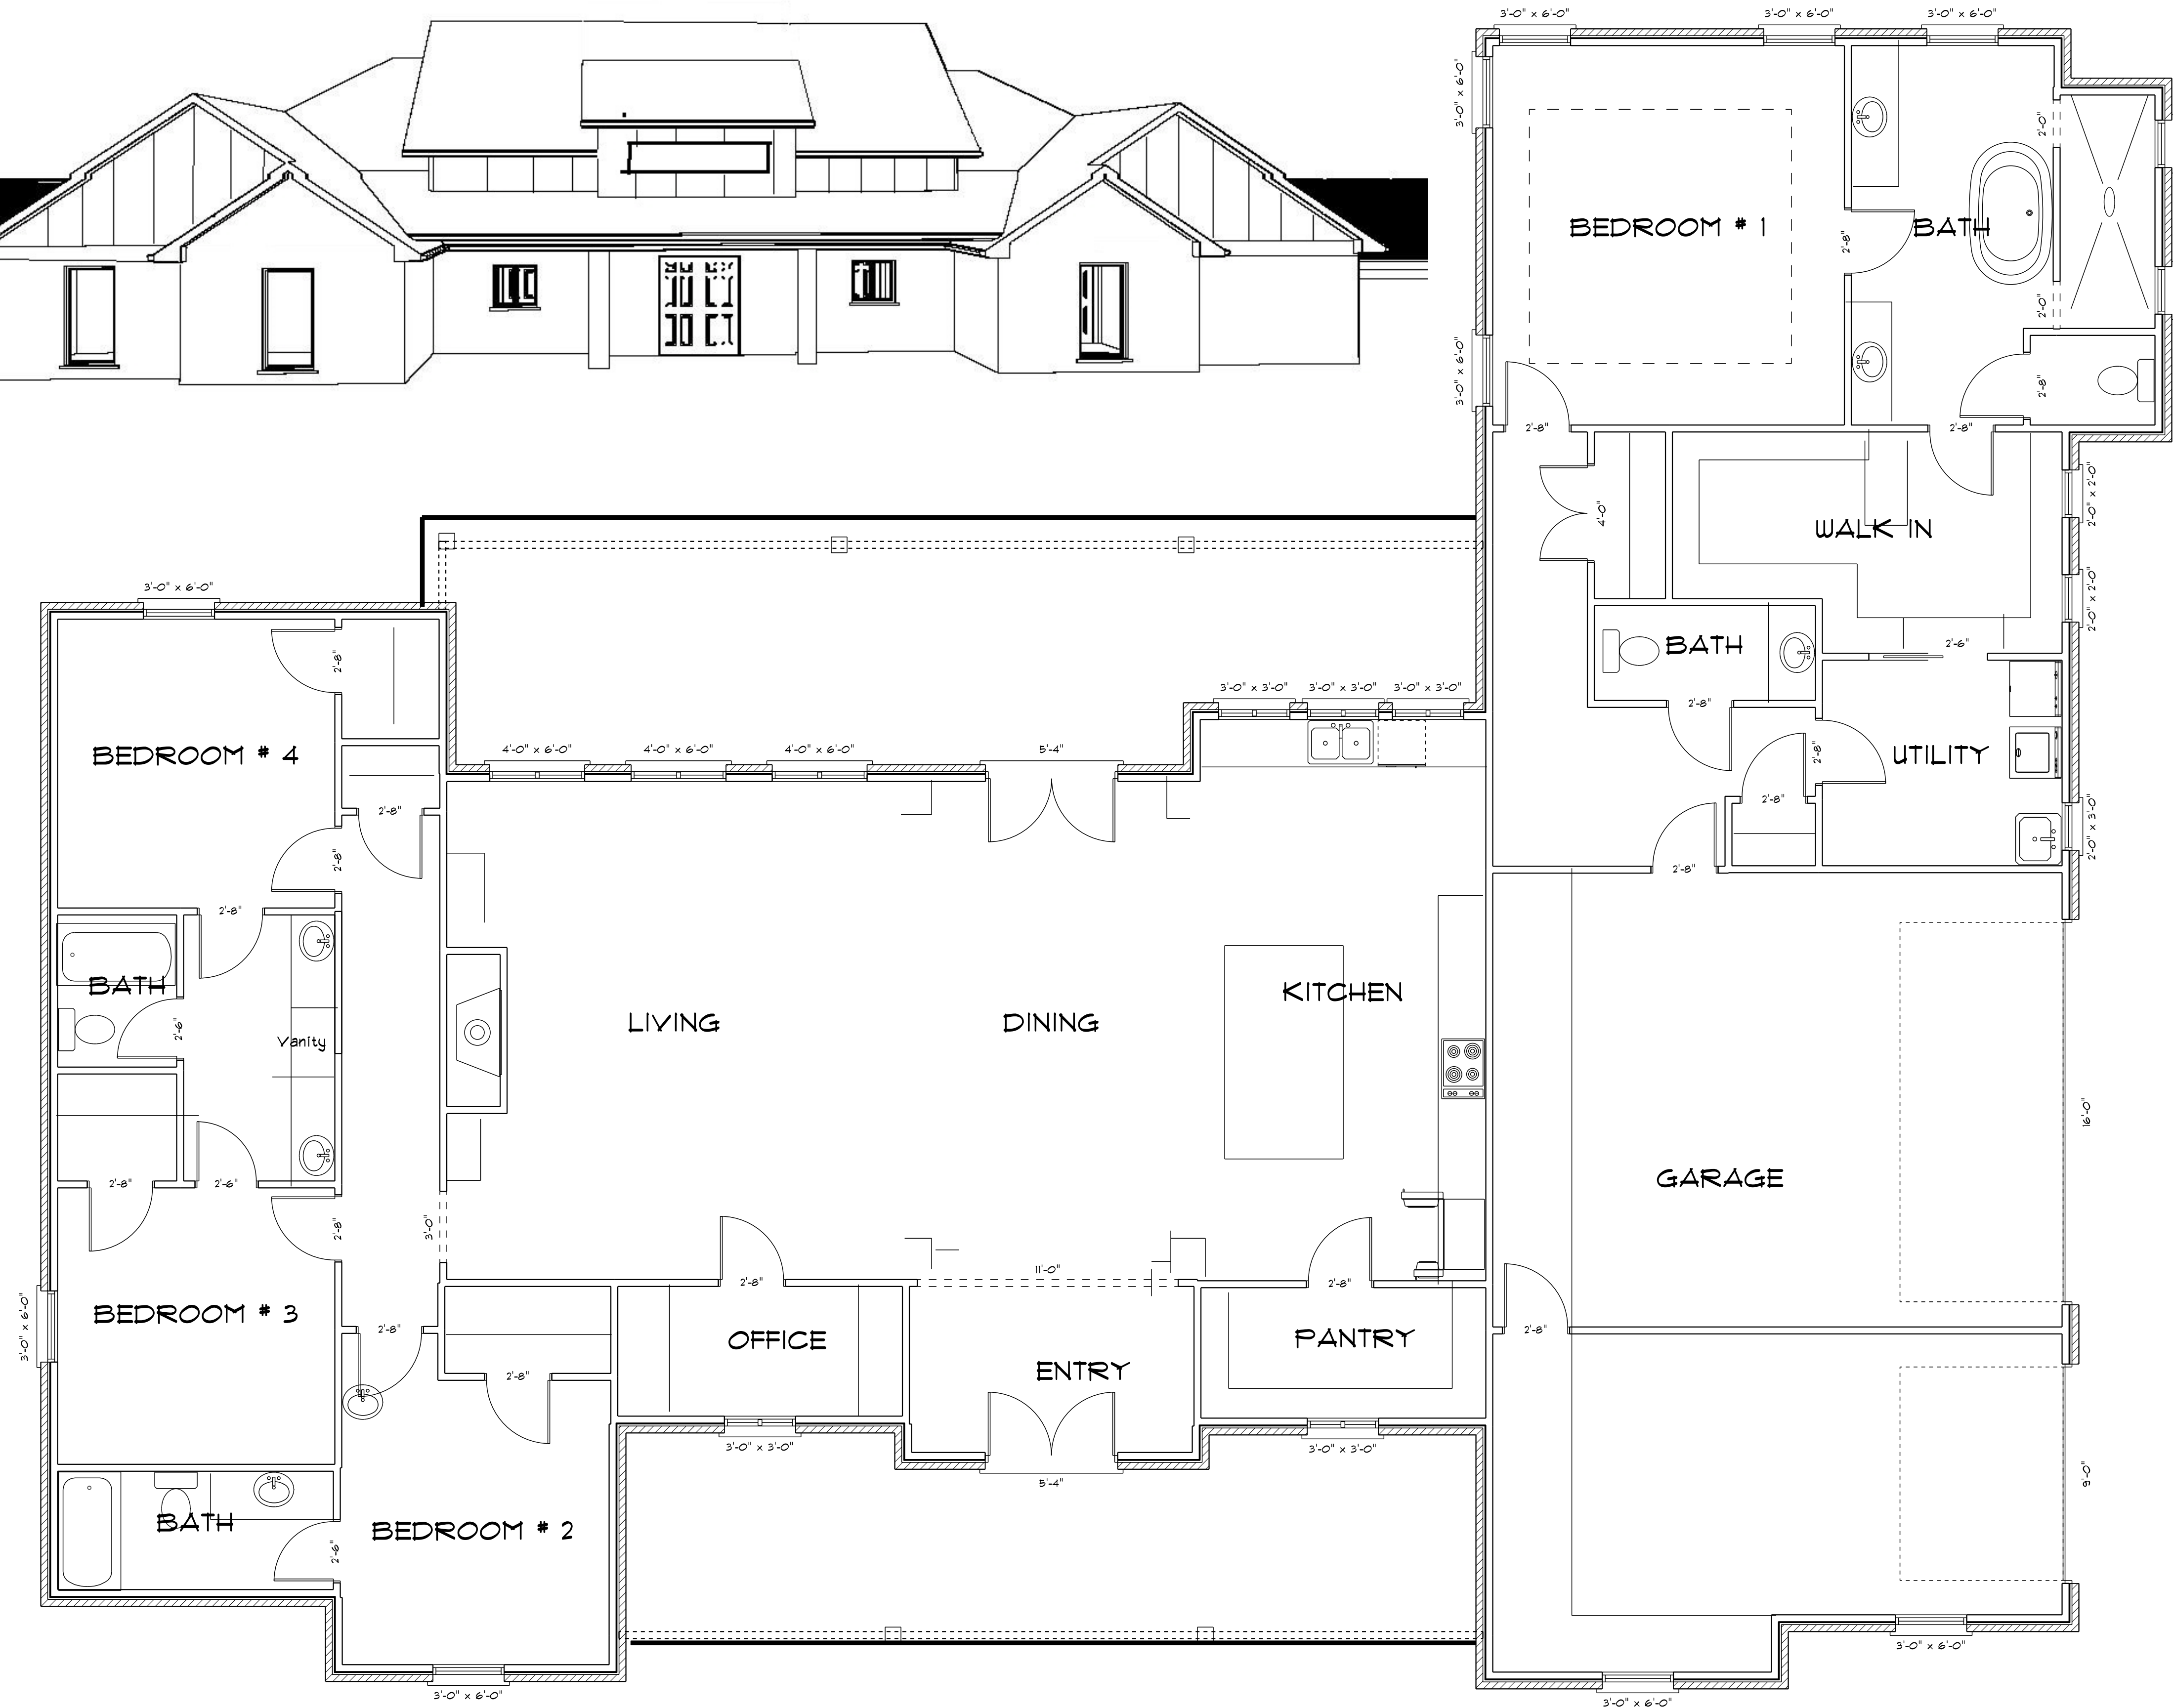 3'-0" x 6'-0"
3'-0" x 6'-0"
3'-0" x 6'-0"
3'-0" x 6'-0"
2'-0"
BEDROOM # 1
2'-8"
BATH
2'-0"
3'-0" x 6'-0"
2'-8"
2'-8"
2'-8"
4'-0"
WALK IN
2'-0" x 2'-0"
2'-0" x 2'-0"
3'-0" x 6'-0"
2'-8"
BATH
2'-6"
3'-0" x 3'-0"
3'-0" x 3'-0"
3'-0" x 3'-0"
2'-8"
BEDROOM # 4
4'-0" x 6'-0"
4'-0" x 6'-0"
4'-0" x 6'-0"
5'-4"
2'-8"
UTILITY
2'-8"
2'-8"
2'-0" x 3'-0"
2'-8"
2'-8"
2'-8"
BATH
2'-6"
Vanity
LIVING
DINING
KITCHEN
16'-0"
GARAGE
2'-8"
2'-6"
2'-8"
3'-0"
11'-0"
2'-8"
2'-8"
3'-0" x 6'-0"
BEDROOM # 3
2'-8"
OFFICE
ENTRY
PANTRY
2'-8"
2'-8"
3'-0" x 3'-0"
3'-0" x 3'-0"
5'-4"
9'-0"
BATH
2'-6"
BEDROOM # 2
3'-0" x 6'-0"
3'-0" x 6'-0"
3'-0" x 6'-0"